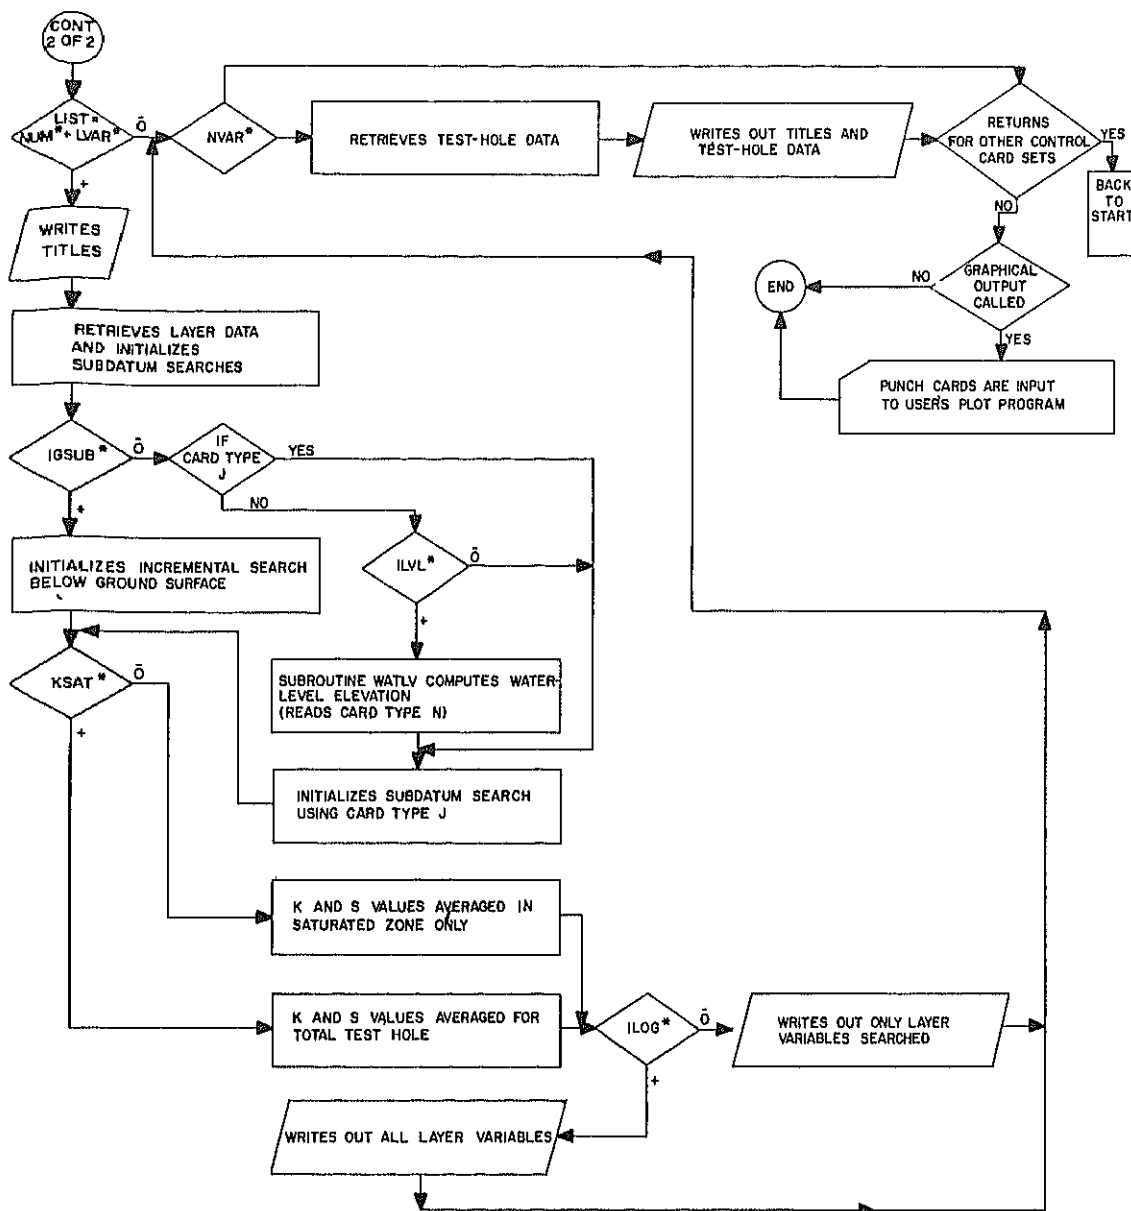 CONT
2 OF 2
LIST =
NUM* + LVAR*
ō
NVAR*
RETRIEVES TEST-HOLE DATA
WRITES OUT TITLES AND
TEST-HOLE DATA
RETURNS
FOR OTHER CONTROL
CARD SETS
YES
BACK
TO
START
NO
GRAPHICAL
OUTPUT
CALLED
NO
END
YES
PUNCH CARDS ARE INPUT
TO USER'S PLOT PROGRAM
+
WRITES
TITLES
RETRIEVES LAYER DATA
AND INITIALIZES
SUBDATUM SEARCHES
IGSUB*
ō
IF
CARD TYPE
J
YES
NO
+
INITIALIZES INCREMENTAL SEARCH
BELOW GROUND SURFACE
ILVL*
ō
+
KSAT*
ō
+
SUBROUTINE WATLV COMPUTES WATER-
LEVEL ELEVATION
(READS CARD TYPE N)
INITIALIZES SUBDATUM SEARCH
USING CARD TYPE J
K AND S VALUES AVERAGED IN
SATURATED ZONE ONLY
K AND S VALUES AVERAGED FOR
TOTAL TEST HOLE
ILOG*
ō
WRITES OUT ONLY LAYER
VARIABLES SEARCHED
+
WRITES OUT ALL LAYER VARIABLES